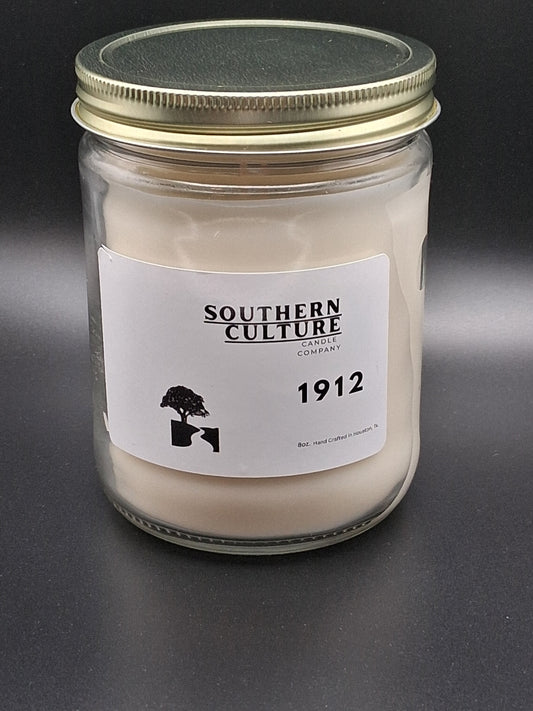 SOUTHERN
CULTURE
CANDLE
COMPANY
1912
8oz. Hand Crafted in Houston, Tx.